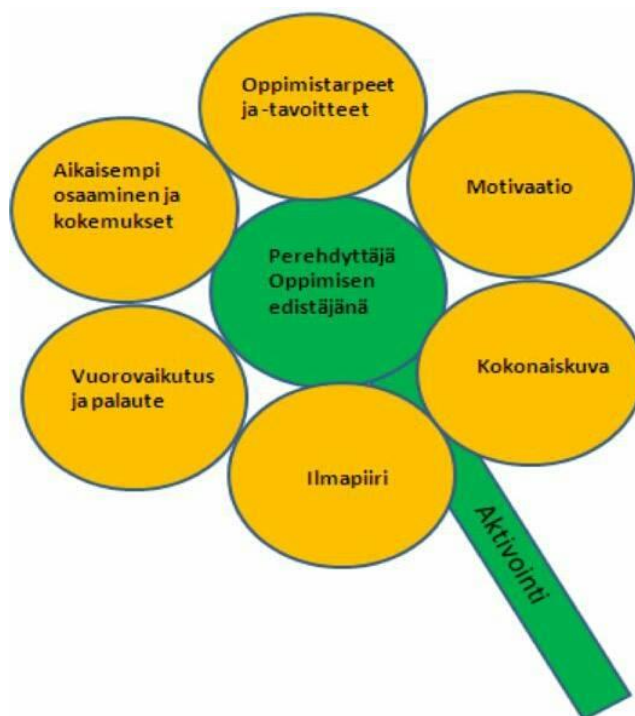 Oppimistarpeet
ja -tavoitteet
Aikaisempi
osaaminen ja
kokemukset
Motivaatio
Perehdyttäjä
Oppimisen
edistäjänä
Kokonaiskuva
Vuorovaikutus
ja palaute
Ilmapiiri
Aktivointi